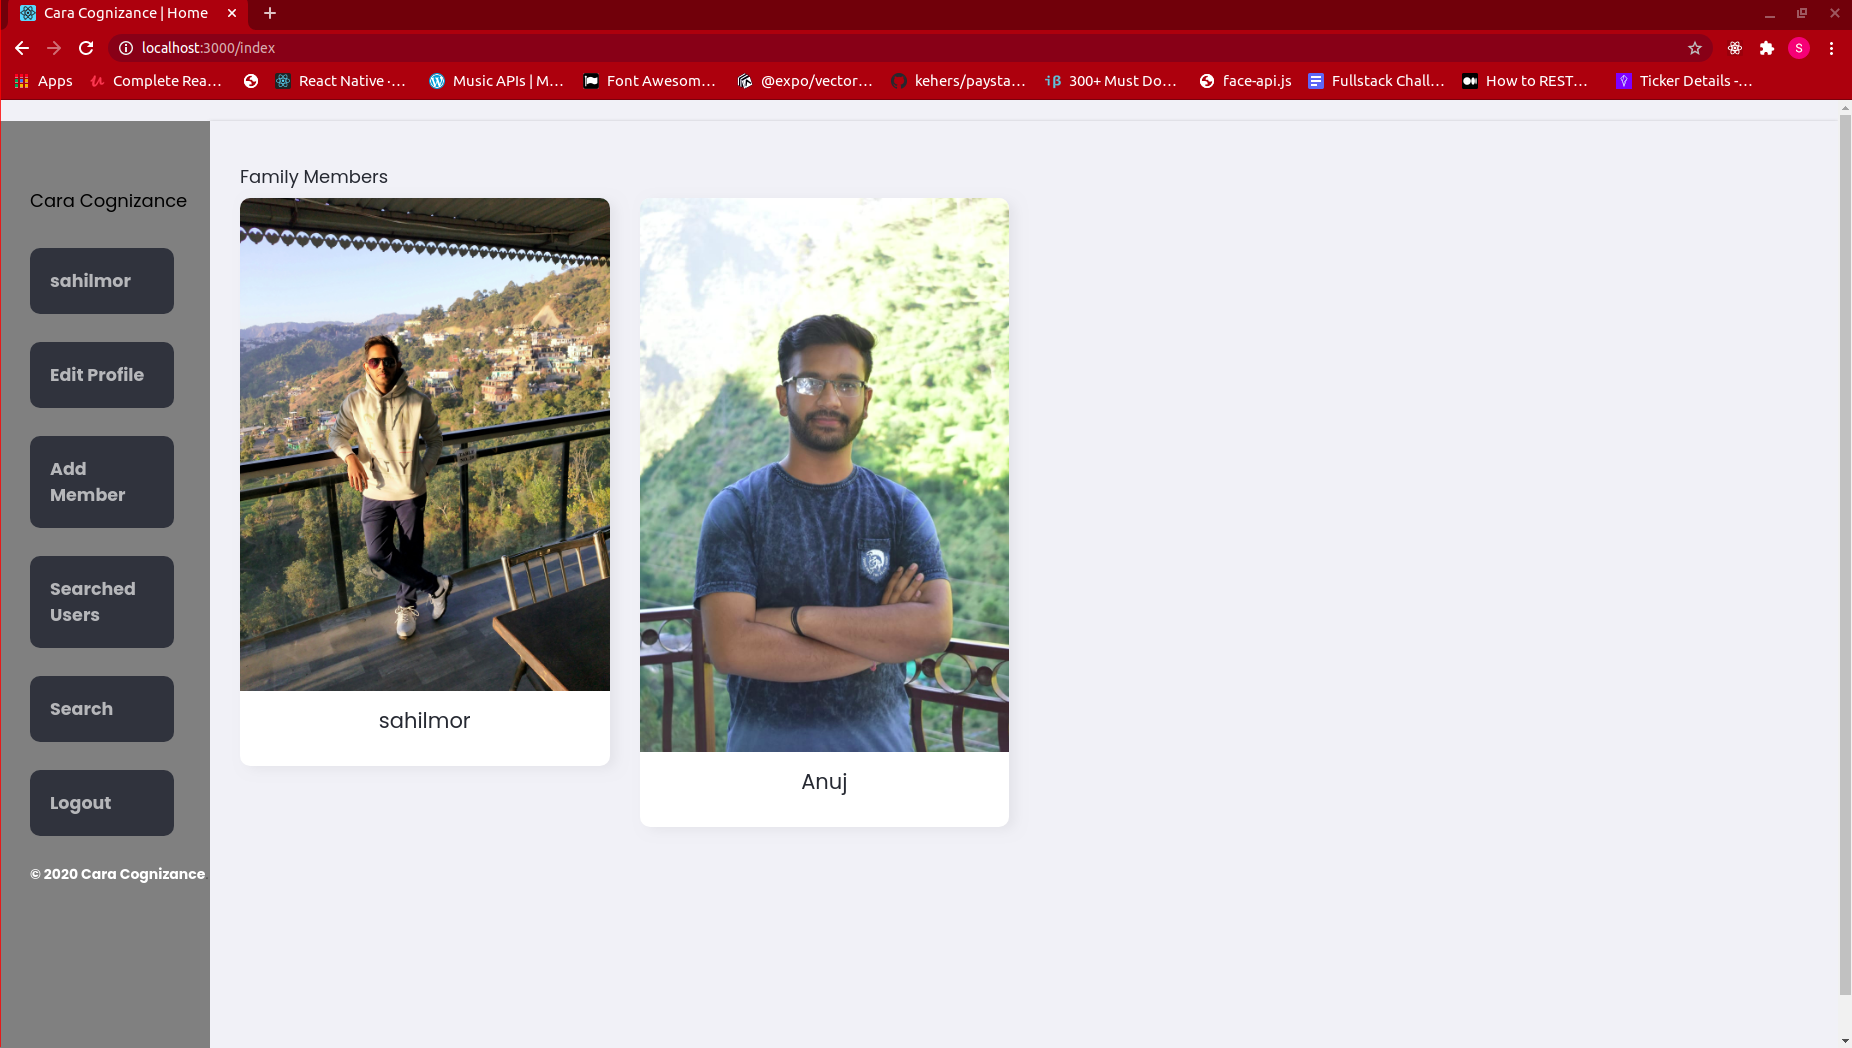 Cara Cognizance | Home
localhost:3000/index
S
Apps
Complete Rea...
React Native ·...
Music APIs | M...
Font Awesom...
@expo/vector...
kehers/paysta...
iβ 300+ Must Do...
face-api.js
Fullstack Chall...
How to REST...
Ticker Details -...
Cara Cognizance
sahilmor
Edit Profile
Add
Member
Searched
Users
Search
Logout
© 2020 Cara Cognizance
Family Members
sahilmor
Anuj